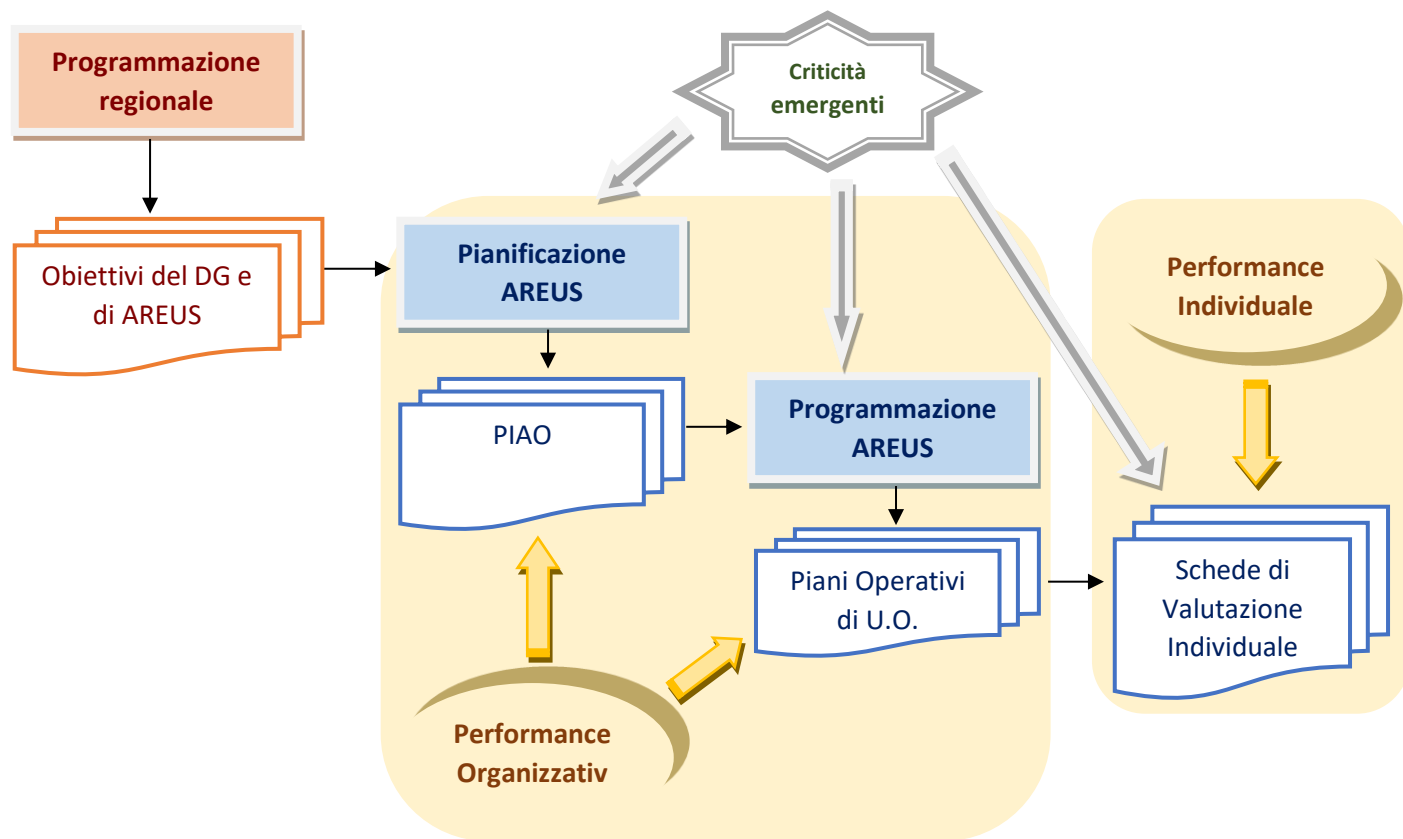 Programmazione
regionale
Criticità
emergenti
Obiettivi del DG e
di AREUS
Pianificazione
AREUS
Performance
Individuale
PIAO
Programmazione
AREUS
Piani Operativi
di U.O.
Schede di
Valutazione
Individuale
Performance
Organizzativ